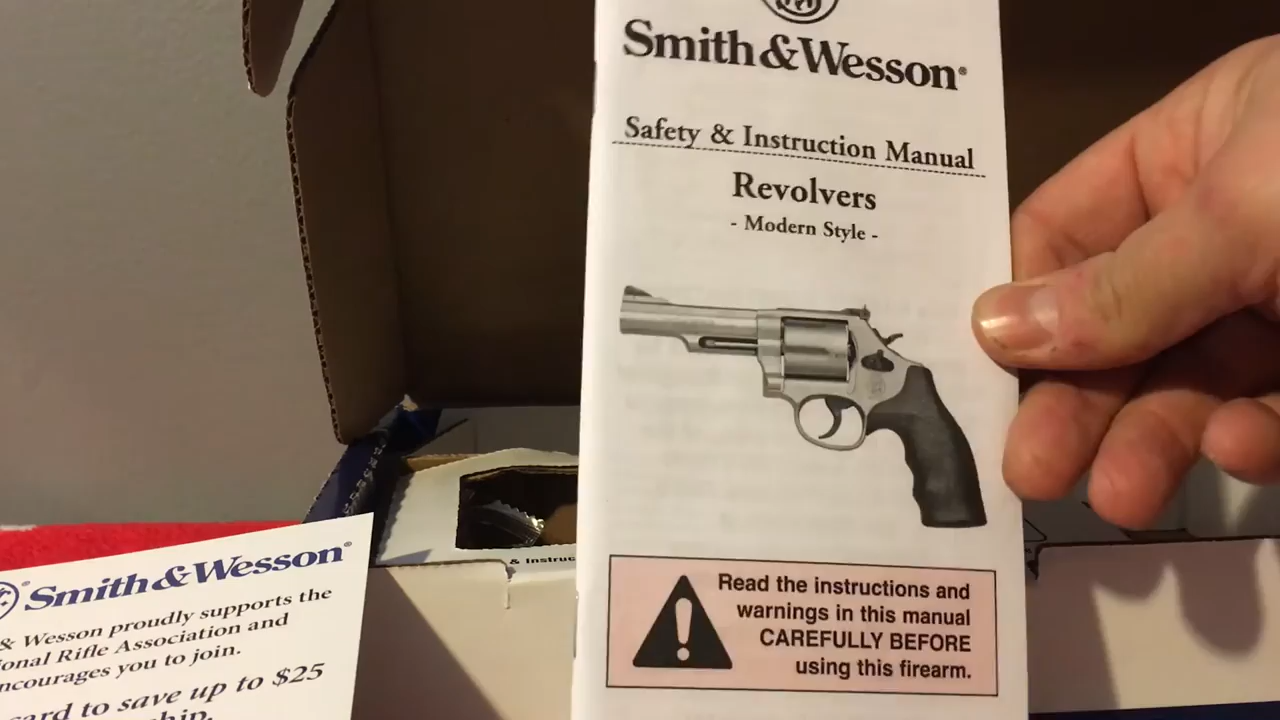 Smith & Wesson®
Safety & Instruction Manual
Revolvers
- Modern Style -
Read the instructions and
warnings in this manual
CAREFULLY BEFORE
using this firearm.
& Instruc
Smith & Wesson®
& Wesson proudly supports the
onal Rifle Association and
ncourages you to join.
card to save up to $25
hip.